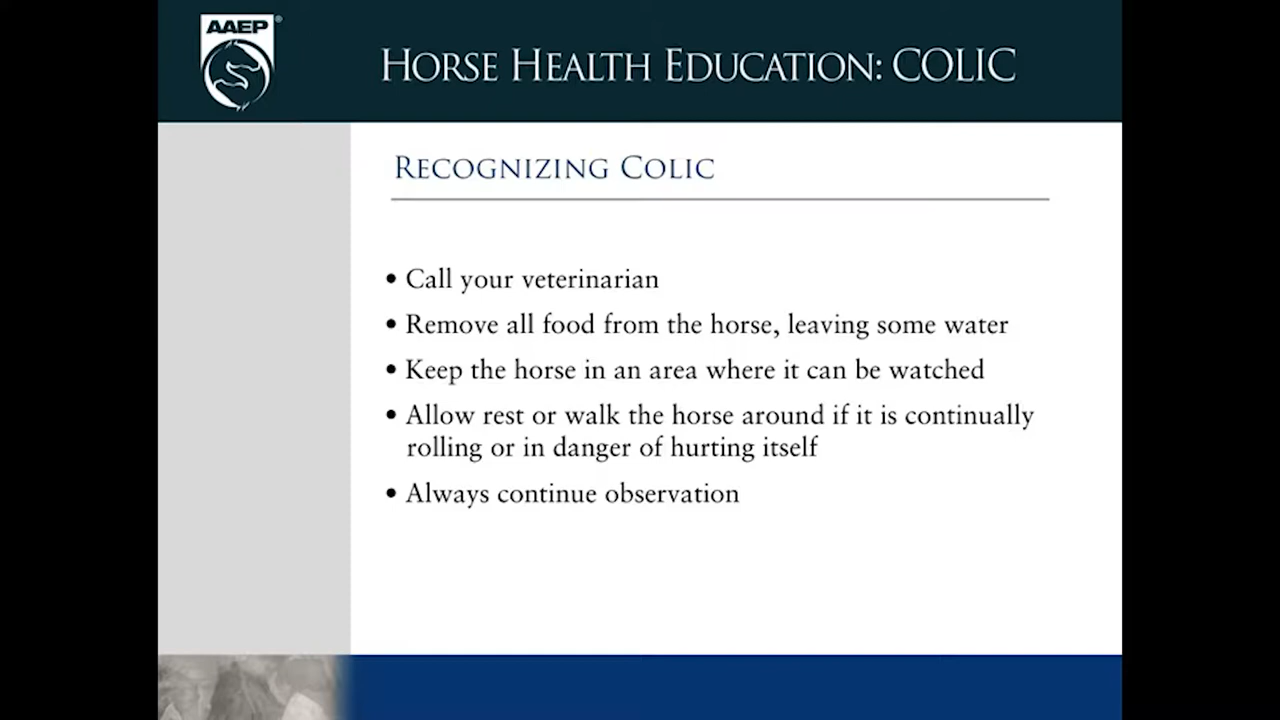 AAEP®
HORSE HEALTH EDUCATION: COLIC
RECOGNIZING COLIC
• Call your veterinarian
• Remove all food from the horse, leaving some water
• Keep the horse in an area where it can be watched
• Allow rest or walk the horse around if it is continually
rolling or in danger of hurting itself
• Always continue observation